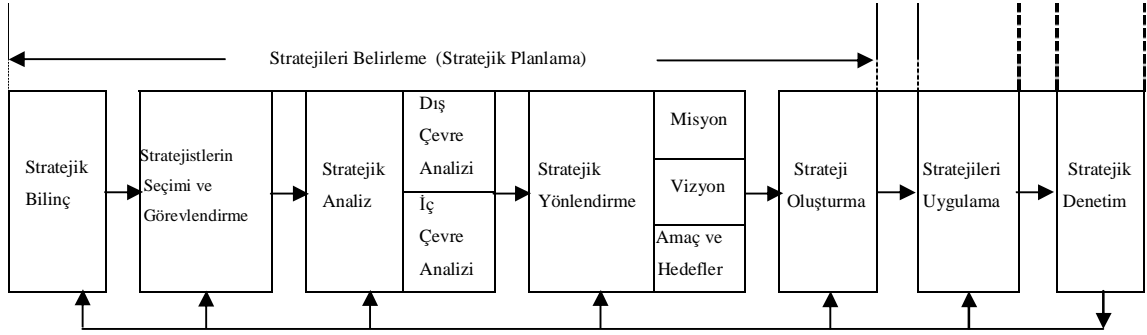 Stratejileri Belirleme (Stratejik Planlama)
Stratejik
Bilinç
Stratejistlerin
Seçimi ve
Görevlendirme
Stratejik
Analiz
Dış
Çevre
Analizi
İç
Çevre
Analizi
Stratejik
Yönlendirme
Misyon
Vizyon
Amaç ve
Hedefler
Strateji
Oluşturma
Stratejileri
Uygulama
Stratejik
Denetim